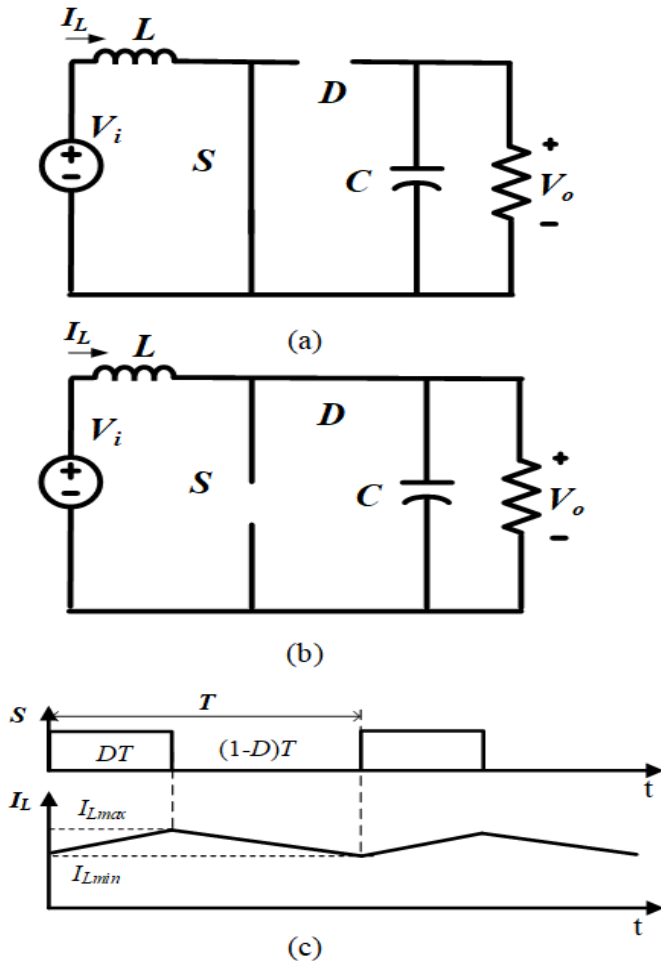 I_L L
V_i + −
S
D
C
+ V_o −
(a)
I_L L
V_i + −
S
D
C
+ V_o −
(b)
S T
DT (1-D)T
t
I_L I_Lmax
I_Lmin
t
(c)